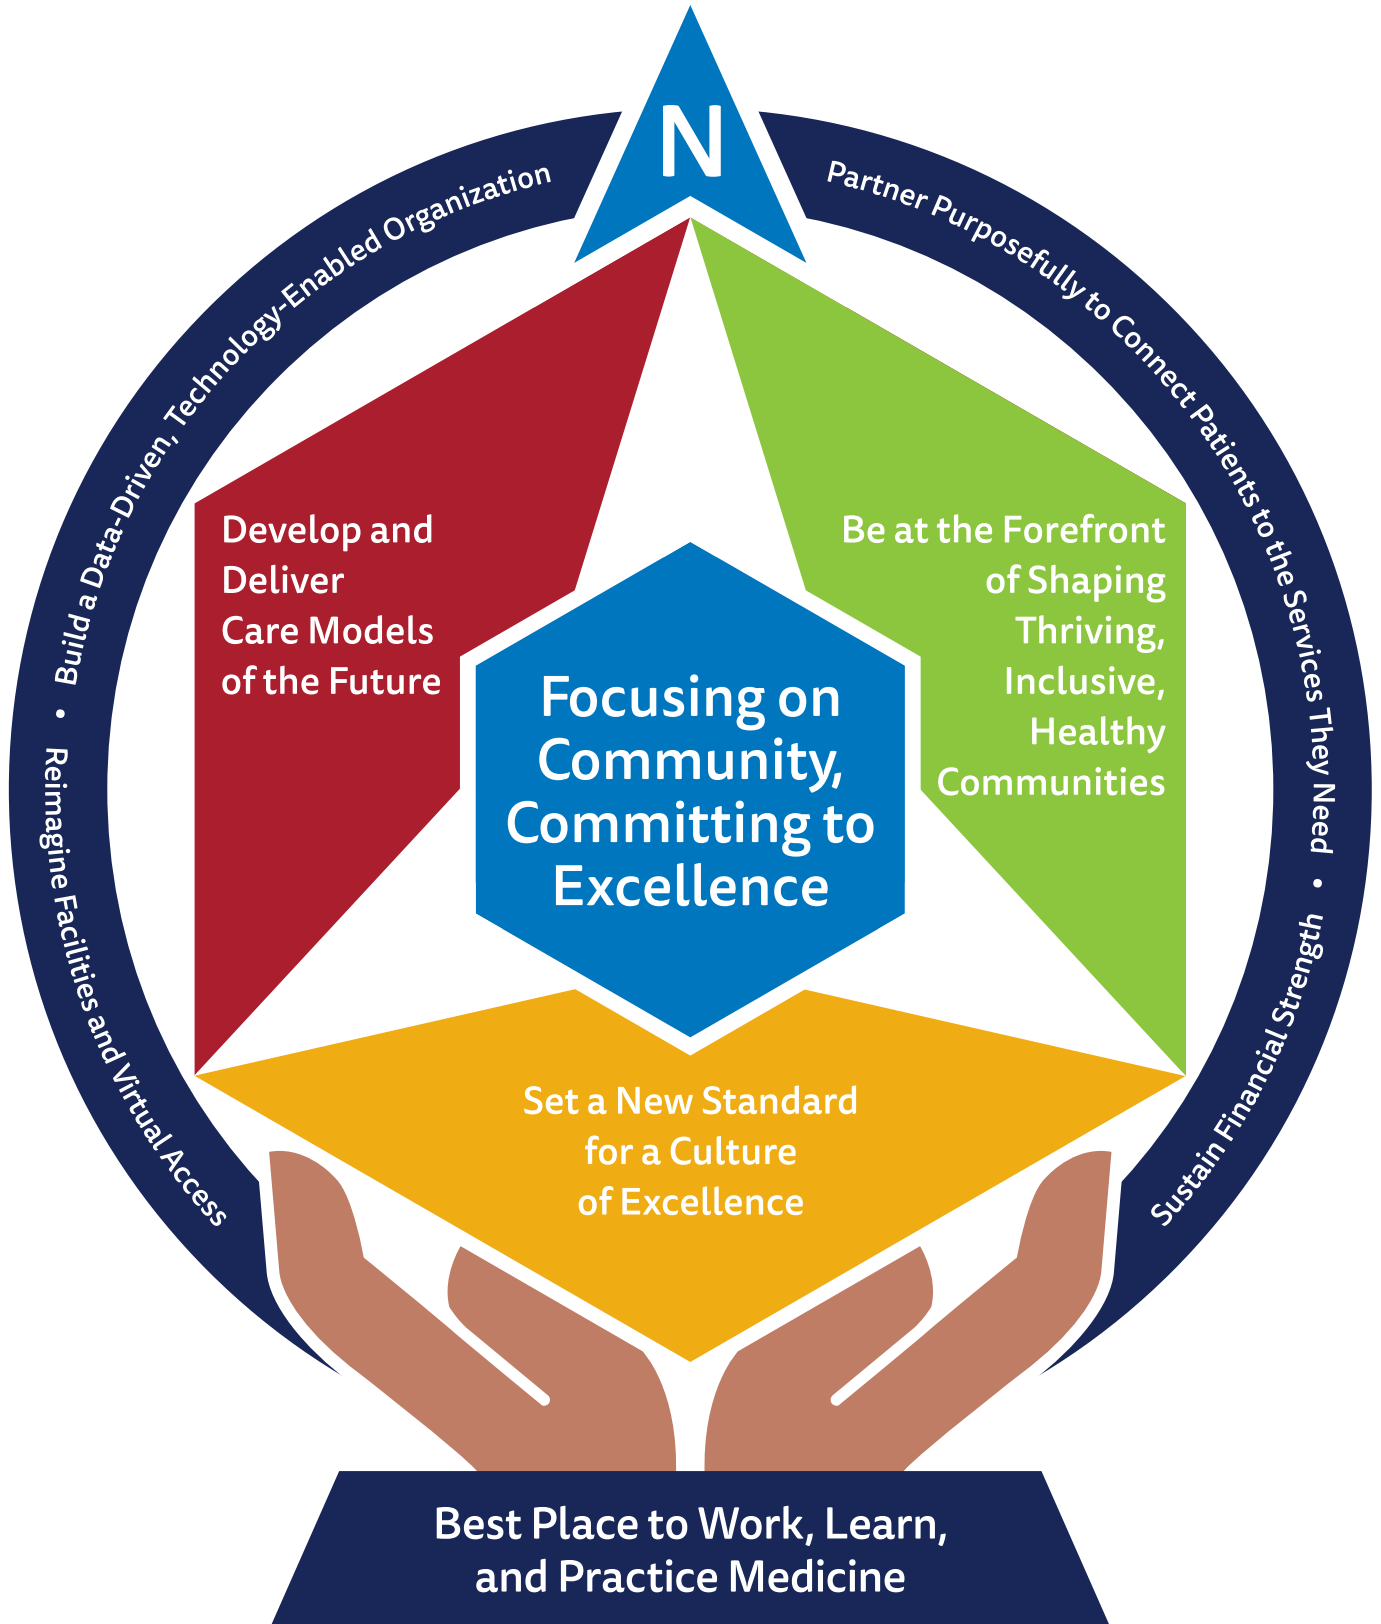 N
Build a Data-Driven, Technology-Enabled Organization
•
Reimagine Facilities and Virtual Access
Partner Purposefully to Connect Patients to the Services They Need
•
Sustain Financial Strength
Develop and
Deliver
Care Models
of the Future
Be at the Forefront
of Shaping
Thriving,
Inclusive,
Healthy
Communities
Focusing on
Community,
Committing to
Excellence
Set a New Standard
for a Culture
of Excellence
Best Place to Work, Learn,
and Practice Medicine